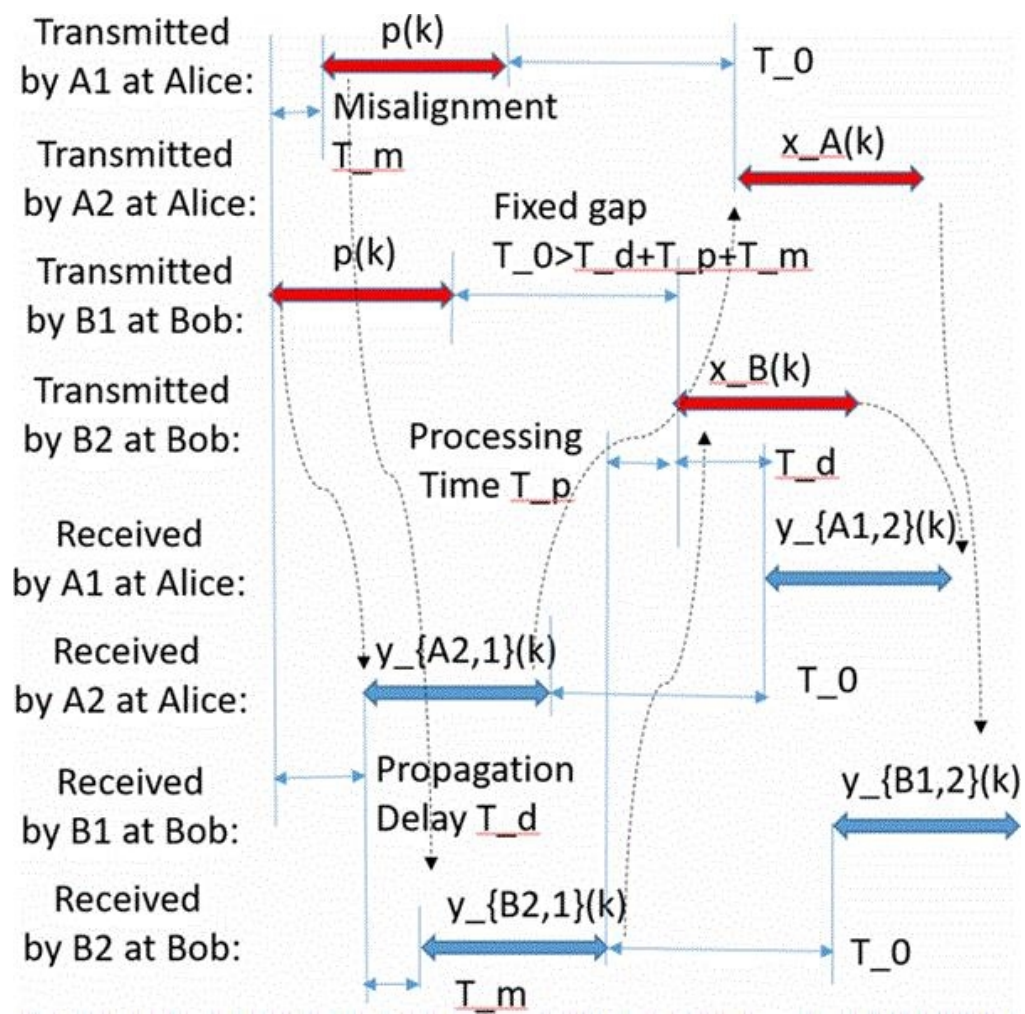 Transmitted
by A1 at Alice:
p(k)
T_0
Misalignment
T_m
Transmitted
by A2 at Alice:
x_A(k)
Fixed gap
T_0>T_d+T_p+T_m
Transmitted
by B1 at Bob:
p(k)
Transmitted
by B2 at Bob:
x_B(k)
Processing
Time T_p
T_d
Received
by A1 at Alice:
y_{A1,2}(k)
Received
by A2 at Alice:
y_{A2,1}(k)
T_0
Received
by B1 at Bob:
Propagation
Delay T_d
y_{B1,2}(k)
Received
by B2 at Bob:
y_{B2,1}(k)
T_0
T_m